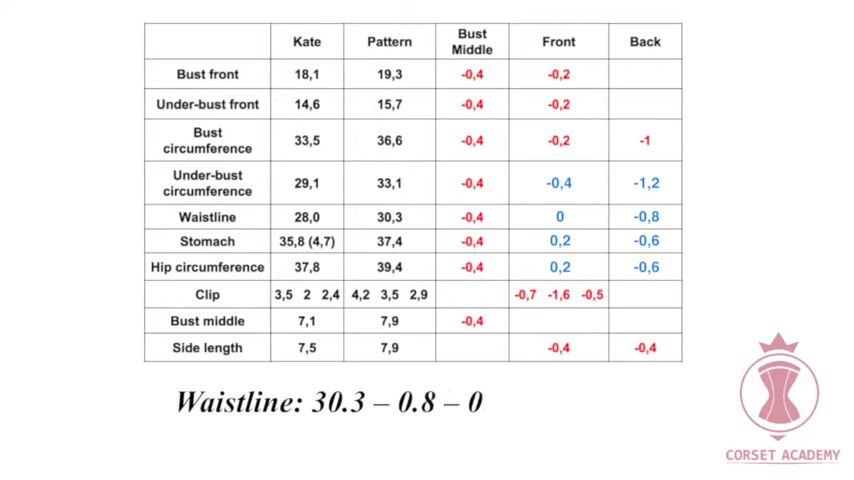 Kate Pattern Bust Middle Front Back
Bust front 18,1 19,3 -0,4 -0,2
Under-bust front 14,6 15,7 -0,4 -0,2
Bust circumference 33,5 36,6 -0,4 -0,2 -1
Under-bust circumference 29,1 33,1 -0,4 -0,4 -1,2
Waistline 28,0 30,3 -0,4 0 -0,8
Stomach 35,8 (4,7) 37,4 -0,4 0,2 -0,6
Hip circumference 37,8 39,4 -0,4 0,2 -0,6
Clip 3,5 2 2,4 4,2 3,5 2,9 -0,7 -1,6 -0,5
Bust middle 7,1 7,9 -0,4
Side length 7,5 7,9 -0,4 -0,4
Waistline: 30.3 – 0.8 – 0
CORSET ACADEMY